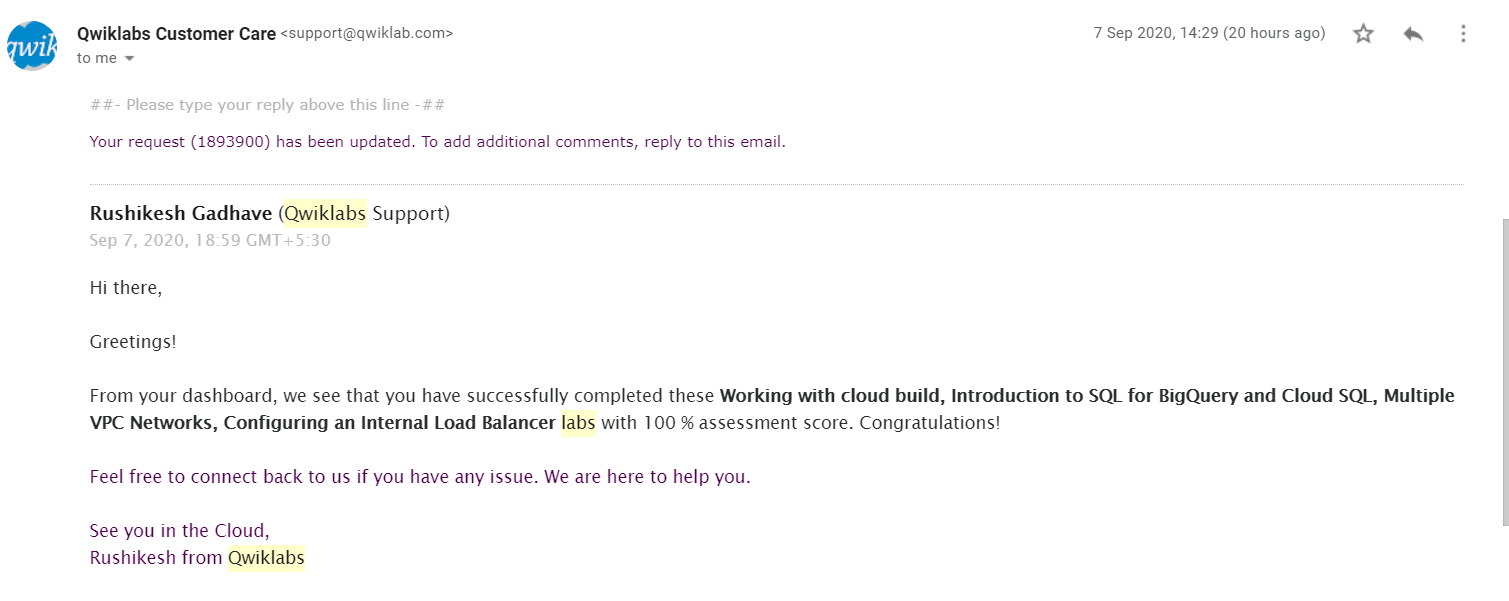 qwik
Qwiklabs Customer Care <support@qwiklab.com>
7 Sep 2020, 14:29 (20 hours ago)
to me
##- Please type your reply above this line -##
Your request (1893900) has been updated. To add additional comments, reply to this email.
Rushikesh Gadhave (Qwiklabs Support)
Sep 7, 2020, 18:59 GMT+5:30
Hi there,
Greetings!
From your dashboard, we see that you have successfully completed these Working with cloud build, Introduction to SQL for BigQuery and Cloud SQL, Multiple
VPC Networks, Configuring an Internal Load Balancer labs with 100 % assessment score. Congratulations!
Feel free to connect back to us if you have any issue. We are here to help you.
See you in the Cloud,
Rushikesh from Qwiklabs